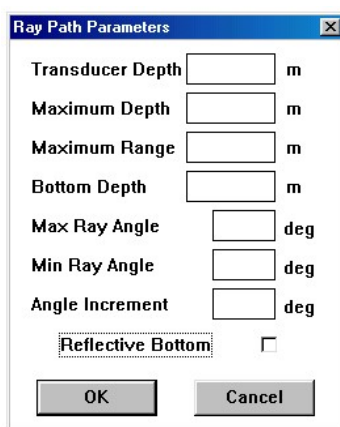 Ray Path Parameters
Transducer Depth m
Maximum Depth m
Maximum Range m
Bottom Depth m
Max Ray Angle deg
Min Ray Angle deg
Angle Increment deg
Reflective Bottom
OK Cancel